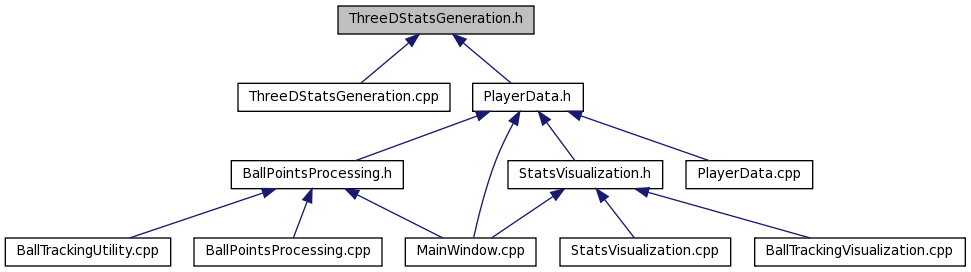 ThreeDStatsGeneration.h
ThreeDStatsGeneration.cpp
PlayerData.h
BallPointsProcessing.h
StatsVisualization.h
PlayerData.cpp
BallTrackingUtility.cpp
BallPointsProcessing.cpp
MainWindow.cpp
StatsVisualization.cpp
BallTrackingVisualization.cpp